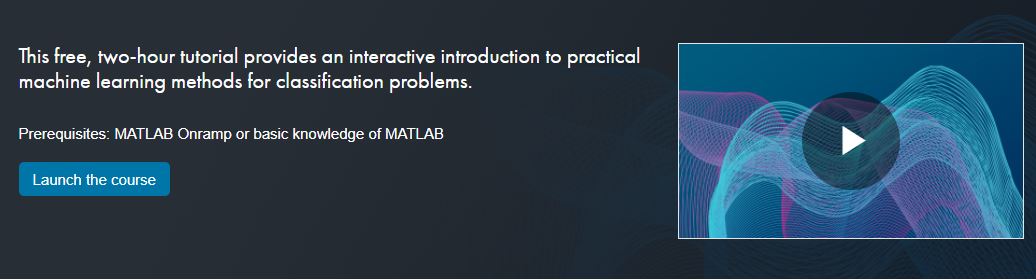 This free, two-hour tutorial provides an interactive introduction to practical
machine learning methods for classification problems.
Prerequisites: MATLAB Onramp or basic knowledge of MATLAB
Launch the course